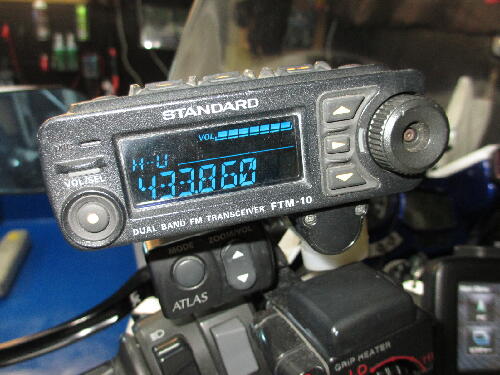 STANDARD
VOL
H-U
VOL/SEL
433.860
DUAL BAND FM TRANSCEIVER FTM-10
MODE ZOOM/VOL
ATLAS
GRIP HEATER